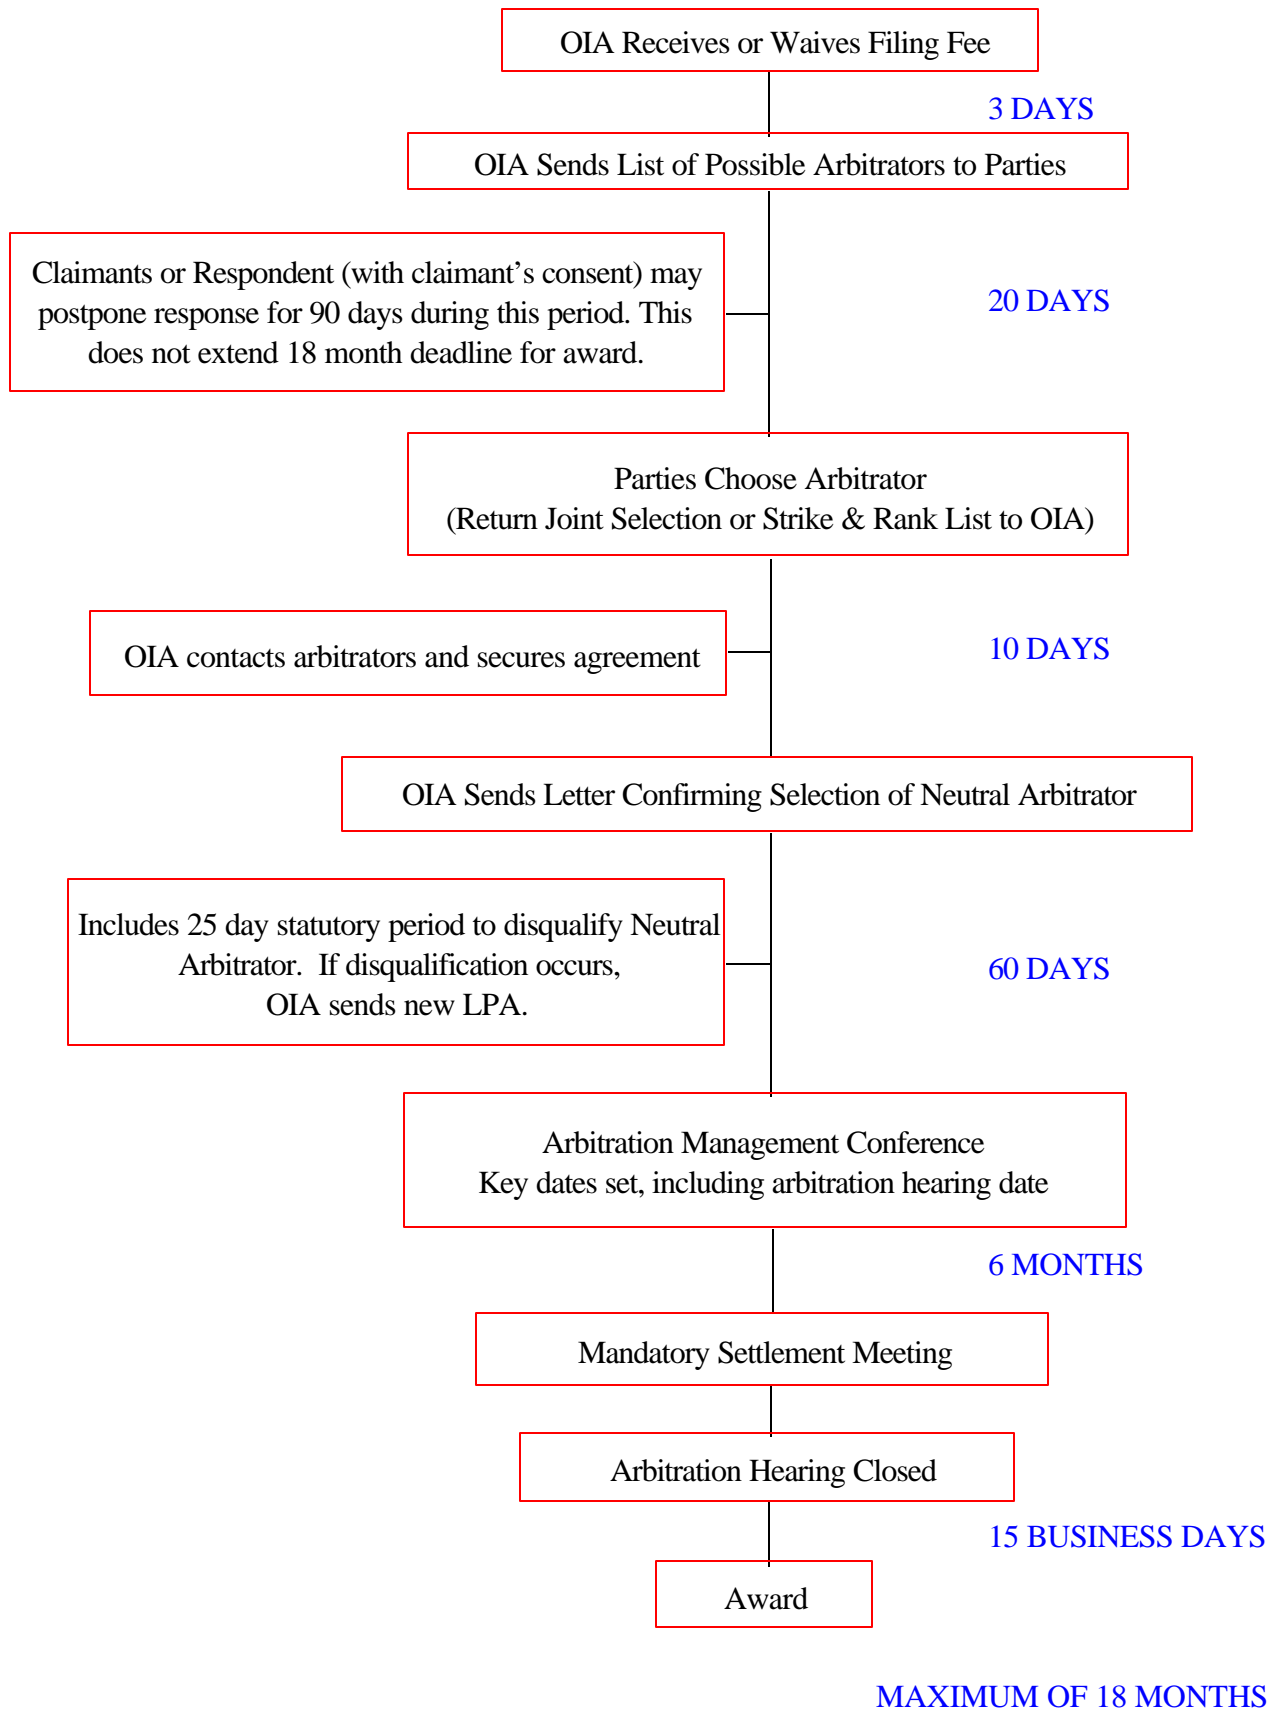 OIA Receives or Waives Filing Fee
3 DAYS
OIA Sends List of Possible Arbitrators to Parties
Claimants or Respondent (with claimant’s consent) may
postpone response for 90 days during this period. This
does not extend 18 month deadline for award.
20 DAYS
Parties Choose Arbitrator
(Return Joint Selection or Strike & Rank List to OIA)
OIA contacts arbitrators and secures agreement
10 DAYS
OIA Sends Letter Confirming Selection of Neutral Arbitrator
Includes 25 day statutory period to disqualify Neutral
Arbitrator.  If disqualification occurs,
OIA sends new LPA.
60 DAYS
Arbitration Management Conference
Key dates set, including arbitration hearing date
6 MONTHS
Mandatory Settlement Meeting
Arbitration Hearing Closed
15 BUSINESS DAYS
Award
MAXIMUM OF 18 MONTHS